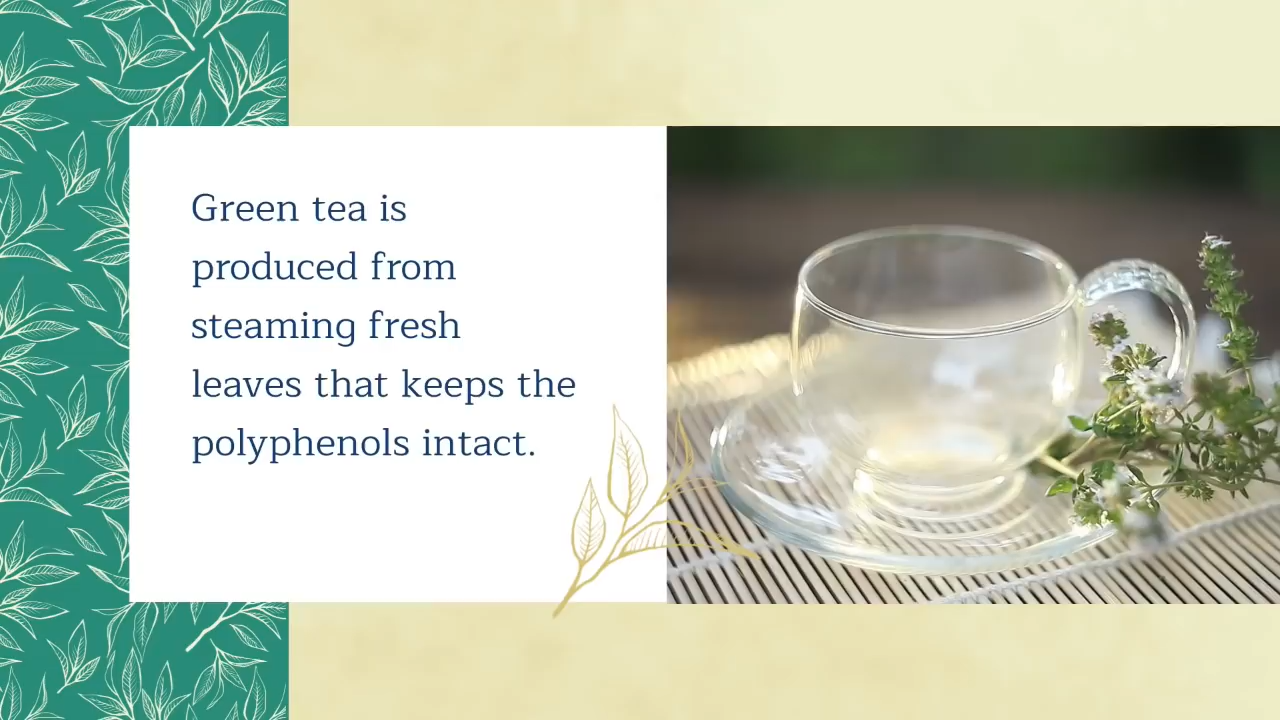 Green tea is
produced from
steaming fresh
leaves that keeps the
polyphenols intact.